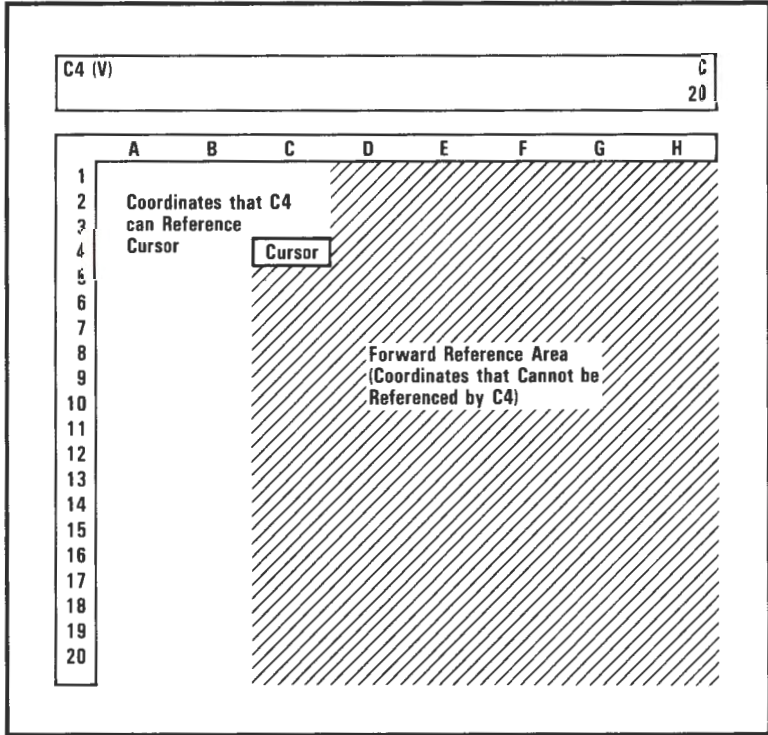 C4 (V) C
20
A B C D E F G H
1
2 Coordinates that C4
3 can Reference
4 Cursor Cursor
5
6
7
8 Forward Reference Area
9 (Coordinates that Cannot be
10 Referenced by C4)
11
12
13
14
15
16
17
18
19
20